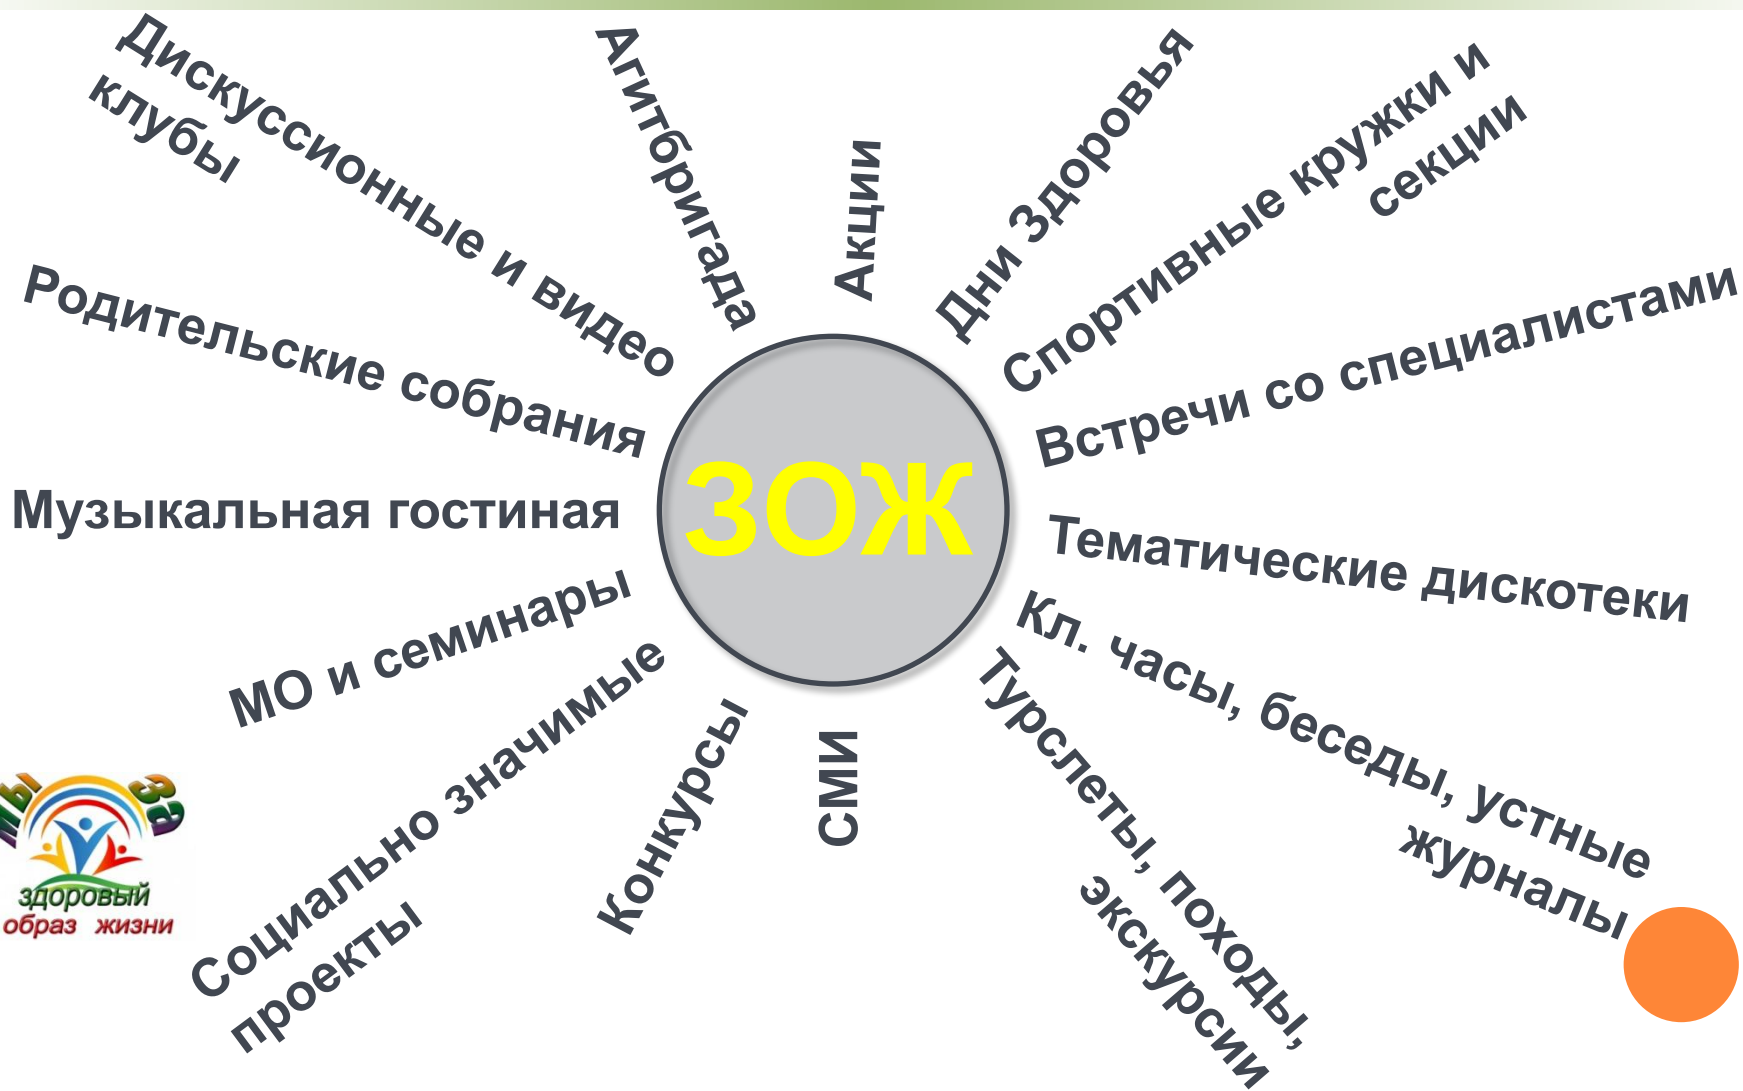 Дискуссионные и видео
клубы
Агитбригада
Акции
Дни Здоровья
Спортивные кружки и
секции
Встречи со специалистами
Тематические дискотеки
Кл. часы, беседы, устные
журналы
Турслеты, походы,
экскурсии
СМИ
Конкурсы
Социально значимые
проекты
МО и семинары
Музыкальная гостиная
Родительские собрания
ЗОЖ
мы за
здоровый
образ жизни